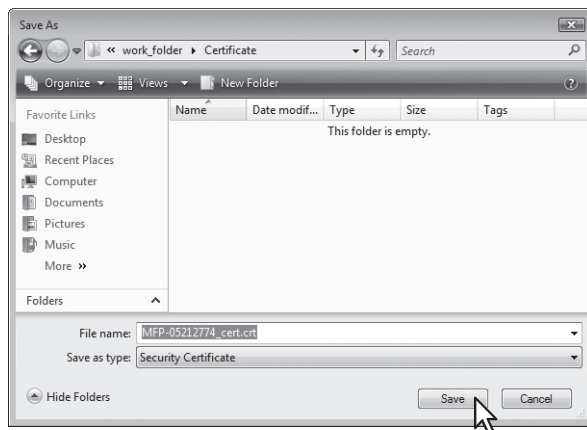 Save As
« work_folder ▸ Certificate
Search
Organize Views New Folder
Favorite Links
Desktop
Recent Places
Computer
Documents
Pictures
Music
More »
Folders
Name Date modif... Type Size Tags
This folder is empty.
File name: MFP-05212774_cert.crt
Save as type: Security Certificate
Hide Folders
Save Cancel